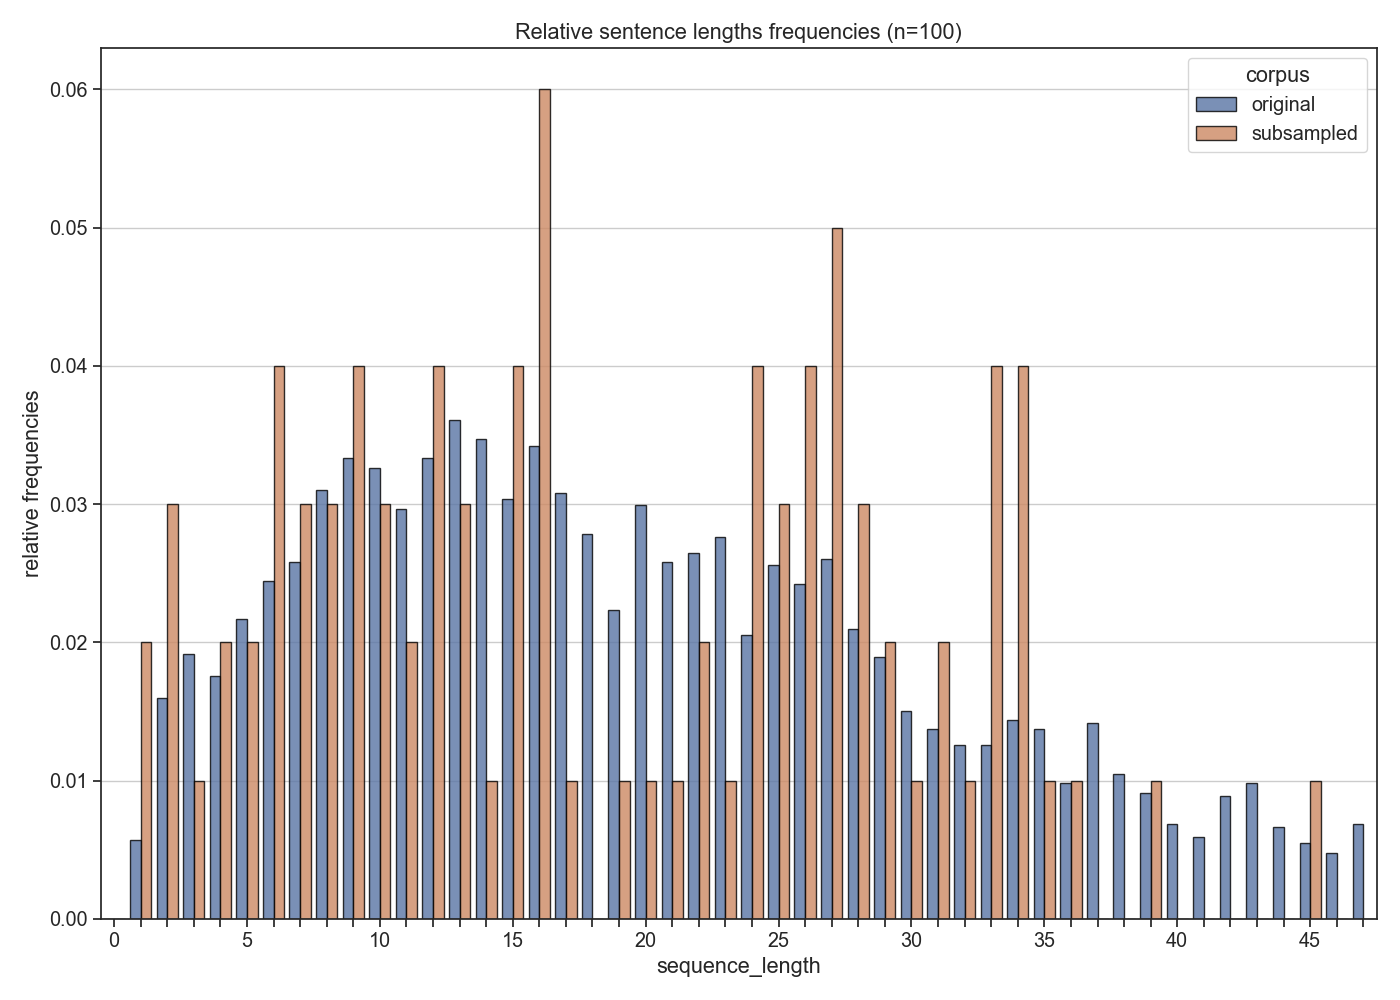 Relative sentence lengths frequencies (n=100)
corpus
original
subsampled
relative frequencies
0.06
0.05
0.04
0.03
0.02
0.01
0.00
0 5 10 15 20 25 30 35 40 45
sequence_length